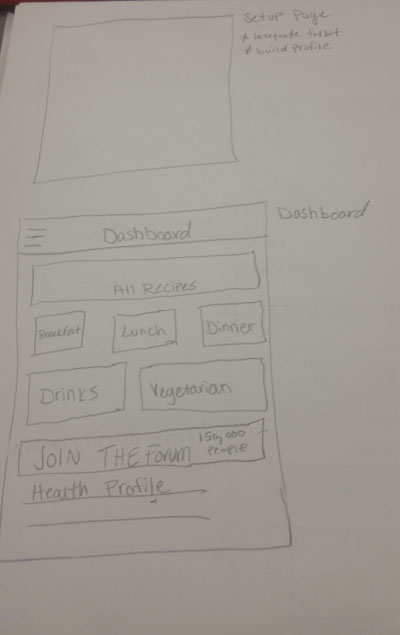 Setup Page
* Integrate fitbit
* build profile
Dashboard
Dashboard
All Recipes
Breakfast
Lunch
Dinner
Drinks
Vegetarian
JOIN THE Forum
150,000
PEOPLE
Health Profile